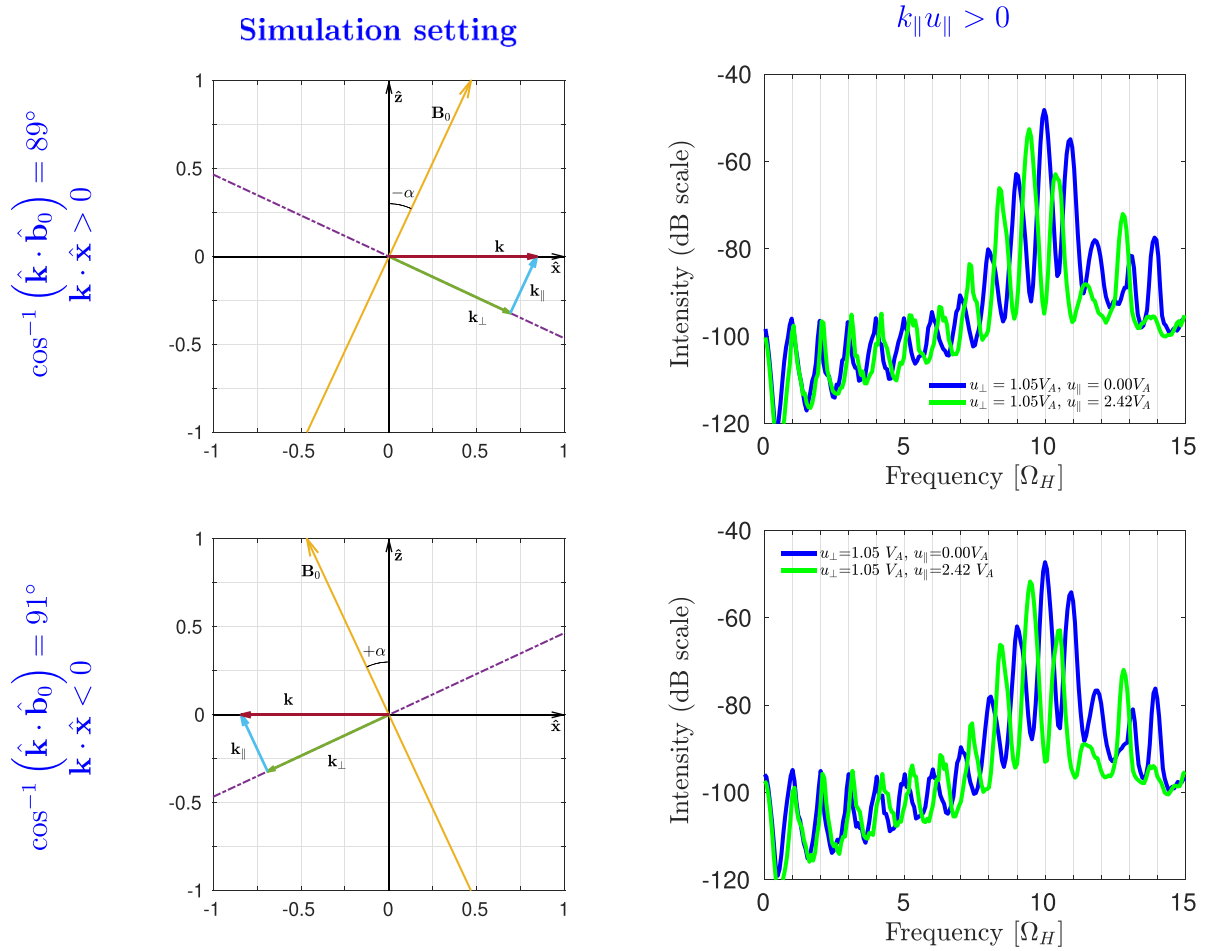 Simulation setting
k∥u∥ > 0
cos⁻¹ (k̂ · b̂₀) = 89°
k · x̂ > 0
1
0.5
0
-0.5
-1
-1
-0.5
0
0.5
1
ẑ
B₀
−α
k
x̂
k∥
k⊥
Intensity (dB scale)
-40
-60
-80
-100
-120
u⊥ = 1.05V_A, u∥ = 0.00V_A
u⊥ = 1.05V_A, u∥ = 2.42V_A
0
5
10
15
Frequency [Ω_H]
cos⁻¹ (k̂ · b̂₀) = 91°
k · x̂ < 0
1
0.5
0
-0.5
-1
-1
-0.5
0
0.5
1
ẑ
B₀
+α
k
x̂
k∥
k⊥
Intensity (dB scale)
-40
-60
-80
-100
-120
u⊥=1.05 V_A, u∥=0.00V_A
u⊥=1.05 V_A, u∥=2.42 V_A
0
5
10
15
Frequency [Ω_H]